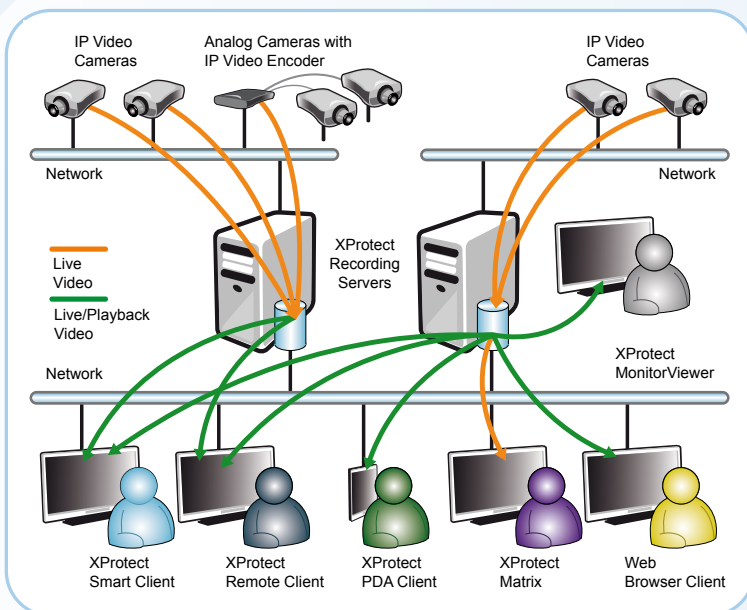 IP Video
Cameras
Analog Cameras with
IP Video Encoder
IP Video
Cameras
Network
Network
XProtect
Recording
Servers
Live
Video
Live/Playback
Video
Network
XProtect
MonitorViewer
XProtect
Smart Client
XProtect
Remote Client
XProtect
PDA Client
XProtect
Matrix
Web
Browser Client